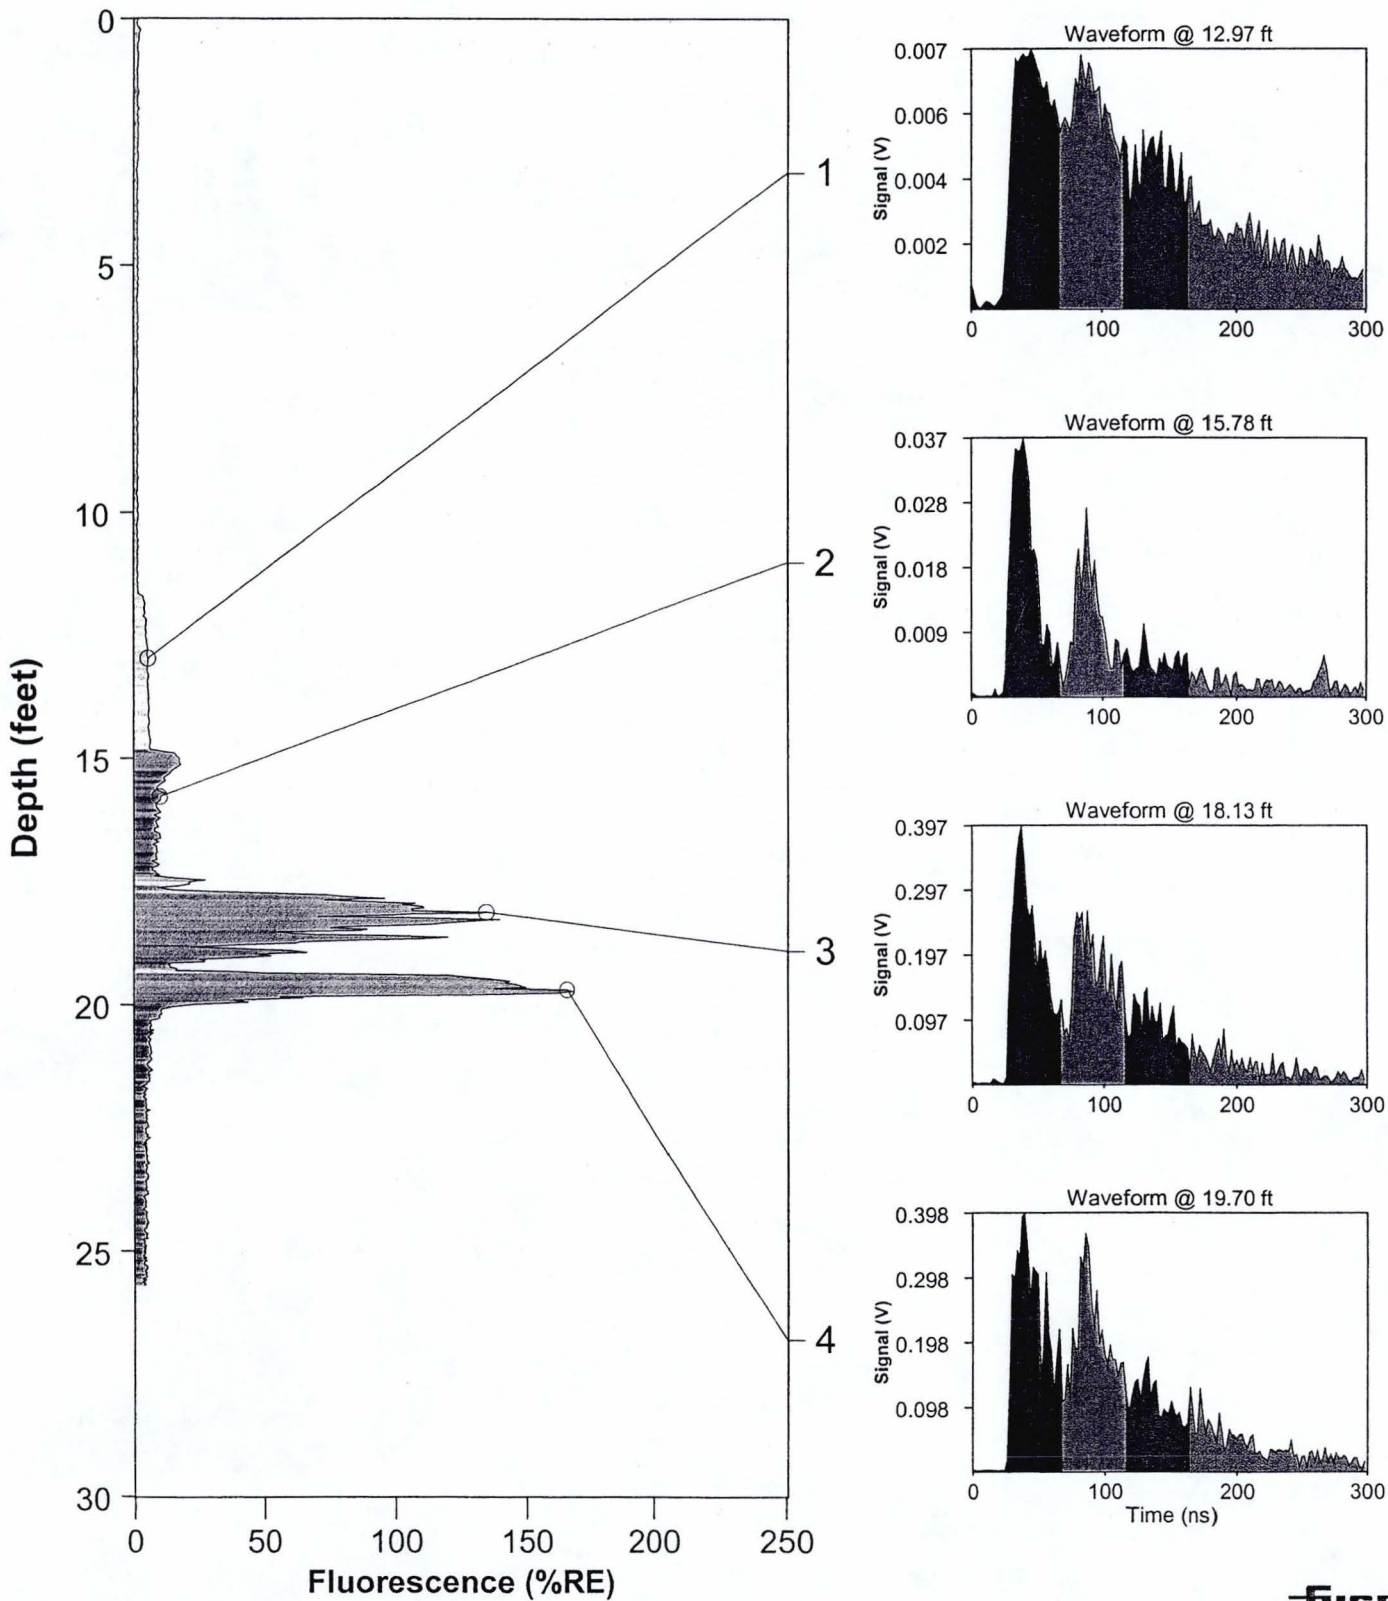 0
5
10
15
20
25
30
Depth (feet)
0 50 100 150 200 250
Fluorescence (%RE)
1
2
3
4
Waveform @ 12.97 ft
0.007
0.006
0.004
0.002
Signal (V)
0 100 200 300
Waveform @ 15.78 ft
0.037
0.028
0.018
0.009
Signal (V)
0 100 200 300
Waveform @ 18.13 ft
0.397
0.297
0.197
0.097
Signal (V)
0 100 200 300
Waveform @ 19.70 ft
0.398
0.298
0.198
0.098
Signal (V)
0 100 200 300
Time (ns)